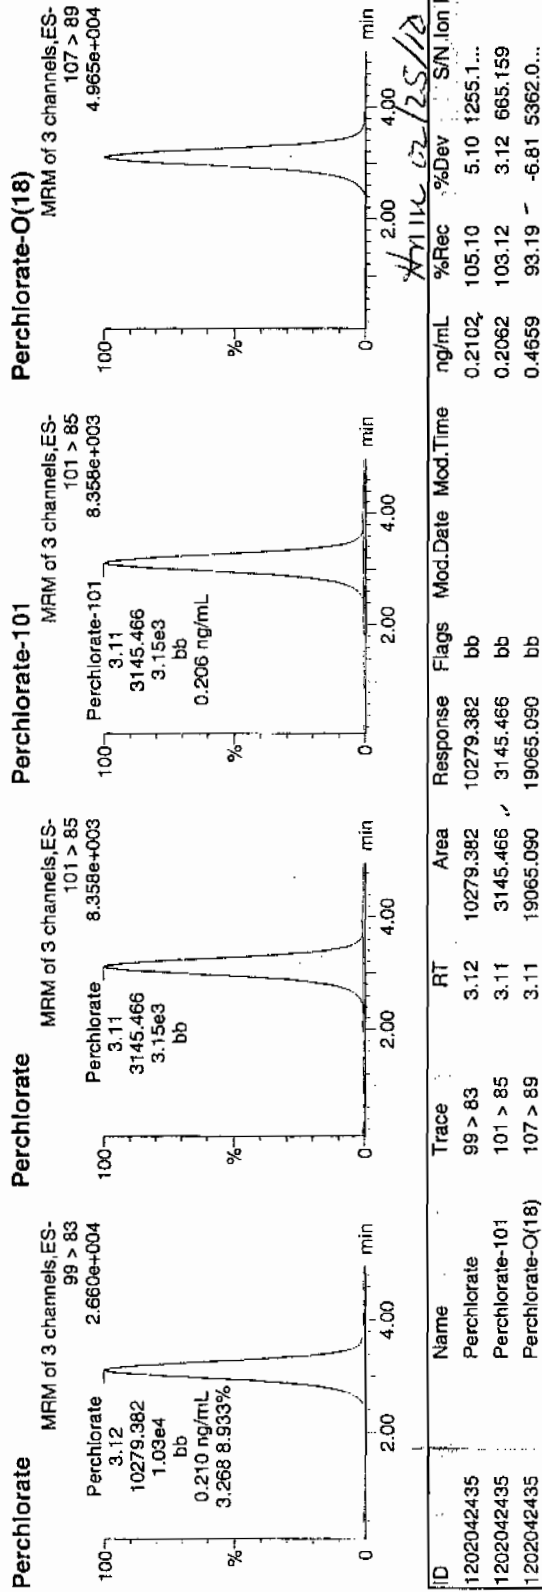 Perchlorate
MRM of 3 channels,ES-
99 > 83
2.660e+004
100
Perchlorate
3.12
10279.382
1.03e4
bb
0.210 ng/mL
3.268 8.933%
%
0
2.00
4.00
min
Perchlorate
MRM of 3 channels,ES-
101 > 85
8.358e+003
100
Perchlorate
3.11
3145.466
3.15e3
bb
%
0
2.00
4.00
min
Perchlorate-101
MRM of 3 channels,ES-
101 > 85
8.358e+003
100
Perchlorate-101
3.11
3145.466
3.15e3
bb
0.206 ng/mL
%
0
2.00
4.00
min
Perchlorate-O(18)
MRM of 3 channels,ES-
107 > 89
4.965e+004
100
%
0
2.00
4.00
min
02/25/10
ID Name Trace RT Area Response Flags Mod.Date Mod.Time ng/mL %Rec %Dev S/N Ion
1202042435 Perchlorate 99 > 83 3.12 10279.382 10279.382 bb 0.2102 105.10 5.10 1255.1...
1202042435 Perchlorate-101 101 > 85 3.11 3145.466 3145.466 bb 0.2062 103.12 3.12 665.159
1202042435 Perchlorate-O(18) 107 > 89 3.11 19065.090 19065.090 bb 0.4659 93.19 -6.81 5362.0...